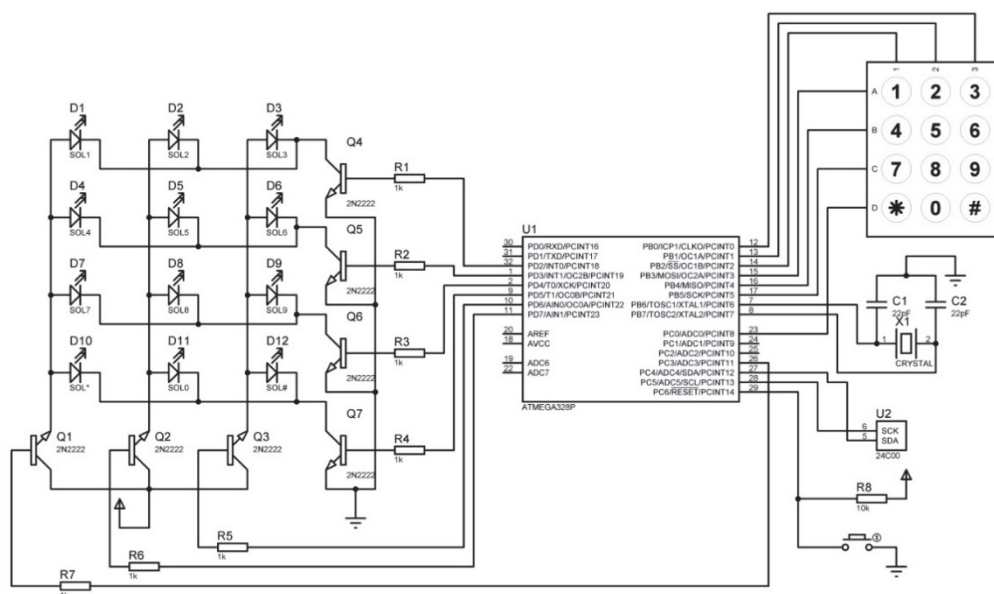 D1
SOL1
D2
SOL2
D3
SOL3
Q4
2N2222
R1
1k
D4
SOL4
D5
SOL5
D6
SOL6
Q5
2N2222
R2
1k
D7
SOL7
D8
SOL8
D9
SOL9
Q6
2N2222
R3
1k
D10
SOL*
D11
SOL0
D12
SOL#
Q7
2N2222
R4
1k
Q1
2N2222
Q2
2N2222
Q3
2N2222
R5
1k
R6
1k
R7
U1
30 PD0/RXD/PCINT16
31 PD1/TXD/PCINT17
32 PD2/INT0/PCINT18
1 PD3/INT1/OC2B/PCINT19
2 PD4/T0/XCK/PCINT20
9 PD5/T1/OC0B/PCINT21
10 PD6/AIN0/OC0A/PCINT22
11 PD7/AIN1/PCINT23
20 AREF
18 AVCC
19 ADC6
22 ADC7
PB0/ICP1/CLKO/PCINT0 12
PB1/OC1A/PCINT1 13
PB2/SS/OC1B/PCINT2 14
PB3/MOSI/OC2A/PCINT3 15
PB4/MISO/PCINT4 16
PB5/SCK/PCINT5 17
PB6/TOSC1/XTAL1/PCINT6 7
PB7/TOSC2/XTAL2/PCINT7 8
PC0/ADC0/PCINT8 23
PC1/ADC1/PCINT9 24
PC2/ADC2/PCINT10 25
PC3/ADC3/PCINT11 26
PC4/ADC4/SDA/PCINT12 27
PC5/ADC5/SCL/PCINT13 28
PC6/RESET/PCINT14 29
ATMEGA328P
1 2 3
A 1 2 3
B 4 5 6
C 7 8 9
D * 0 #
C1
22pF
C2
22pF
X1
1 2
CRYSTAL
U2
6 SCK
5 SDA
24C00
R8
10k